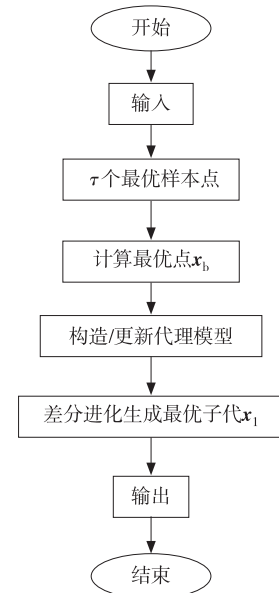 开始
输入
τ个最优样本点
计算最优点xb
构造/更新代理模型
差分进化生成最优子代x1
输出
结束